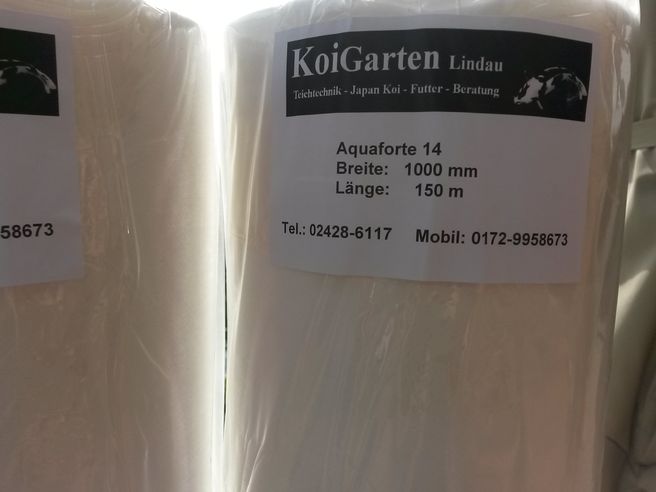 KoiGarten Lindau
Teichtechnik - Japan Koi - Futter - Beratung
Aquaforte 14
Breite: 1000 mm
Länge: 150 m
Tel.: 02428-6117 Mobil: 0172-9958673
58673